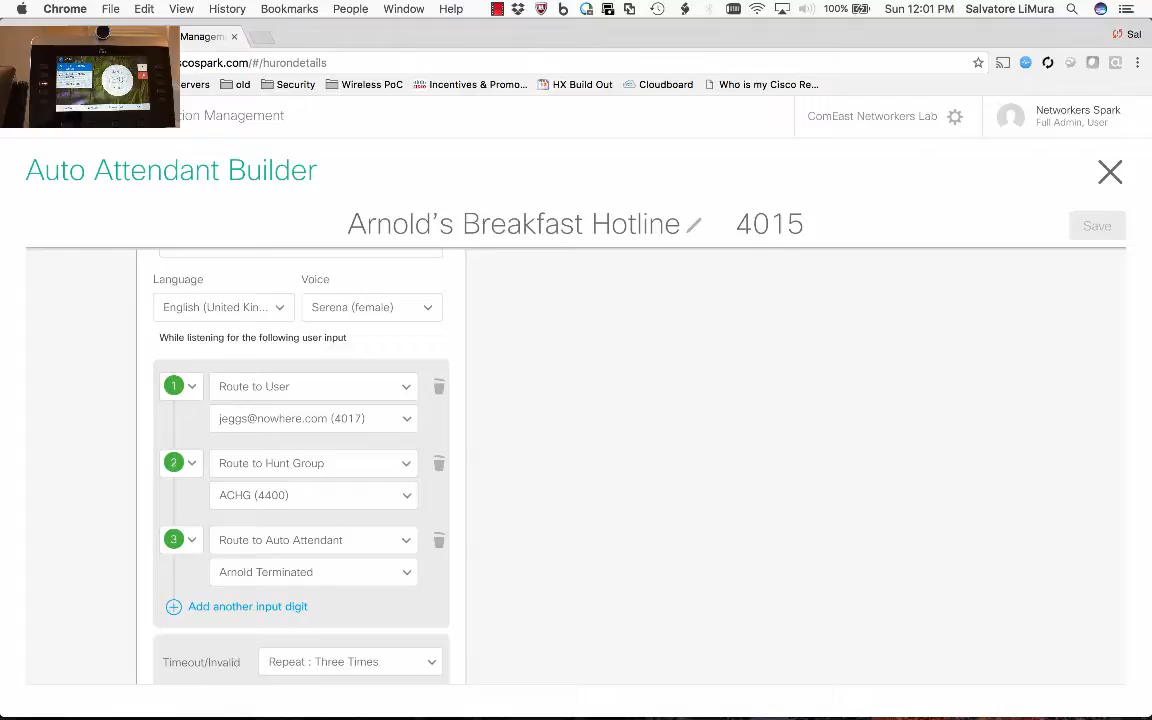 Chrome File Edit View History Bookmarks People Window Help 100% Sun 12:01 PM Salvatore LiMura
Managem × Sal
scospark.com/#/hurondetails
ervers old Security Wireless PoC Incentives & Promo... HX Build Out Cloudboard Who is my Cisco Re...
tion Management ComEast Networkers Lab Networkers Spark
Full Admin, User
Auto Attendant Builder
Arnold's Breakfast Hotline 4015 Save
Language Voice
English (United Kin... Serena (female)
While listening for the following user input
1 Route to User
jeggs@nowhere.com (4017)
2 Route to Hunt Group
ACHG (4400)
3 Route to Auto Attendant
Arnold Terminated
Add another input digit
Timeout/Invalid Repeat : Three Times